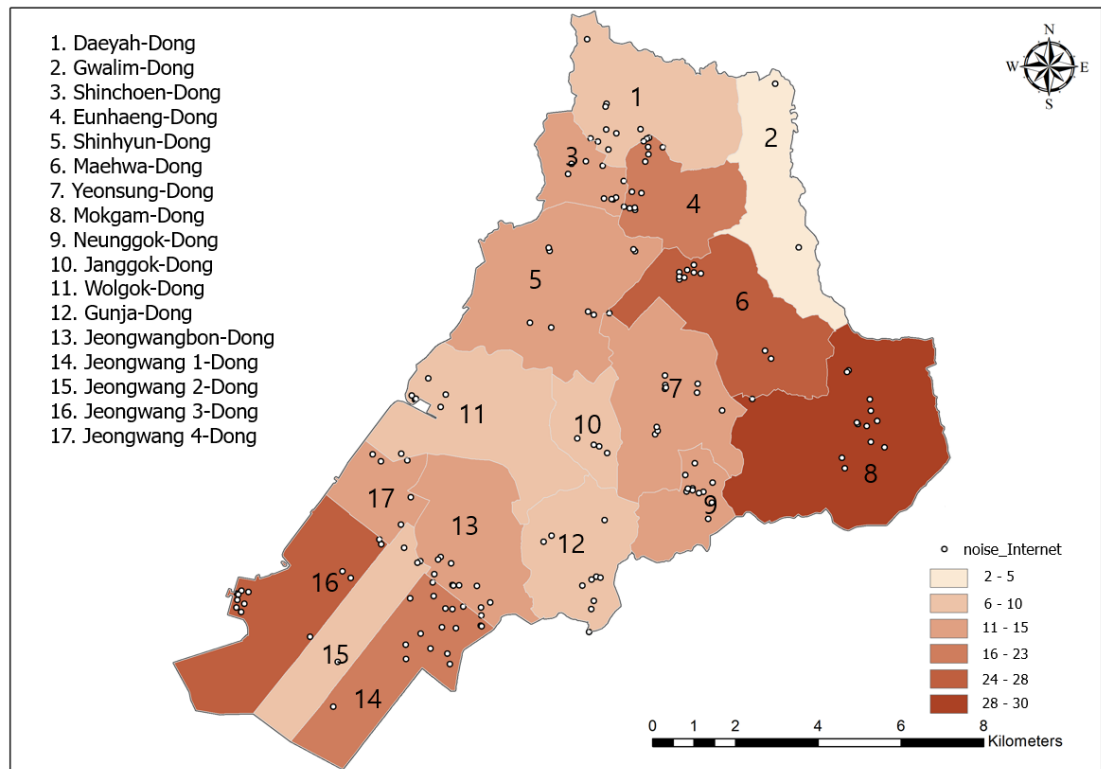 1. Daeyah-Dong
2. Gwalim-Dong
3. Shinchoen-Dong
4. Eunhaeng-Dong
5. Shinhyun-Dong
6. Maehwa-Dong
7. Yeonsung-Dong
8. Mokgam-Dong
9. Neunggok-Dong
10. Janggok-Dong
11. Wolgok-Dong
12. Gunja-Dong
13. Jeongwangbon-Dong
14. Jeongwang 1-Dong
15. Jeongwang 2-Dong
16. Jeongwang 3-Dong
17. Jeongwang 4-Dong
N
W E
S
1
2
3
4
5
6
7
8
9
10
11
12
13
14
15
16
17
noise_Internet
2 - 5
6 - 10
11 - 15
16 - 23
24 - 28
28 - 30
0 1 2 4 6 8
Kilometers